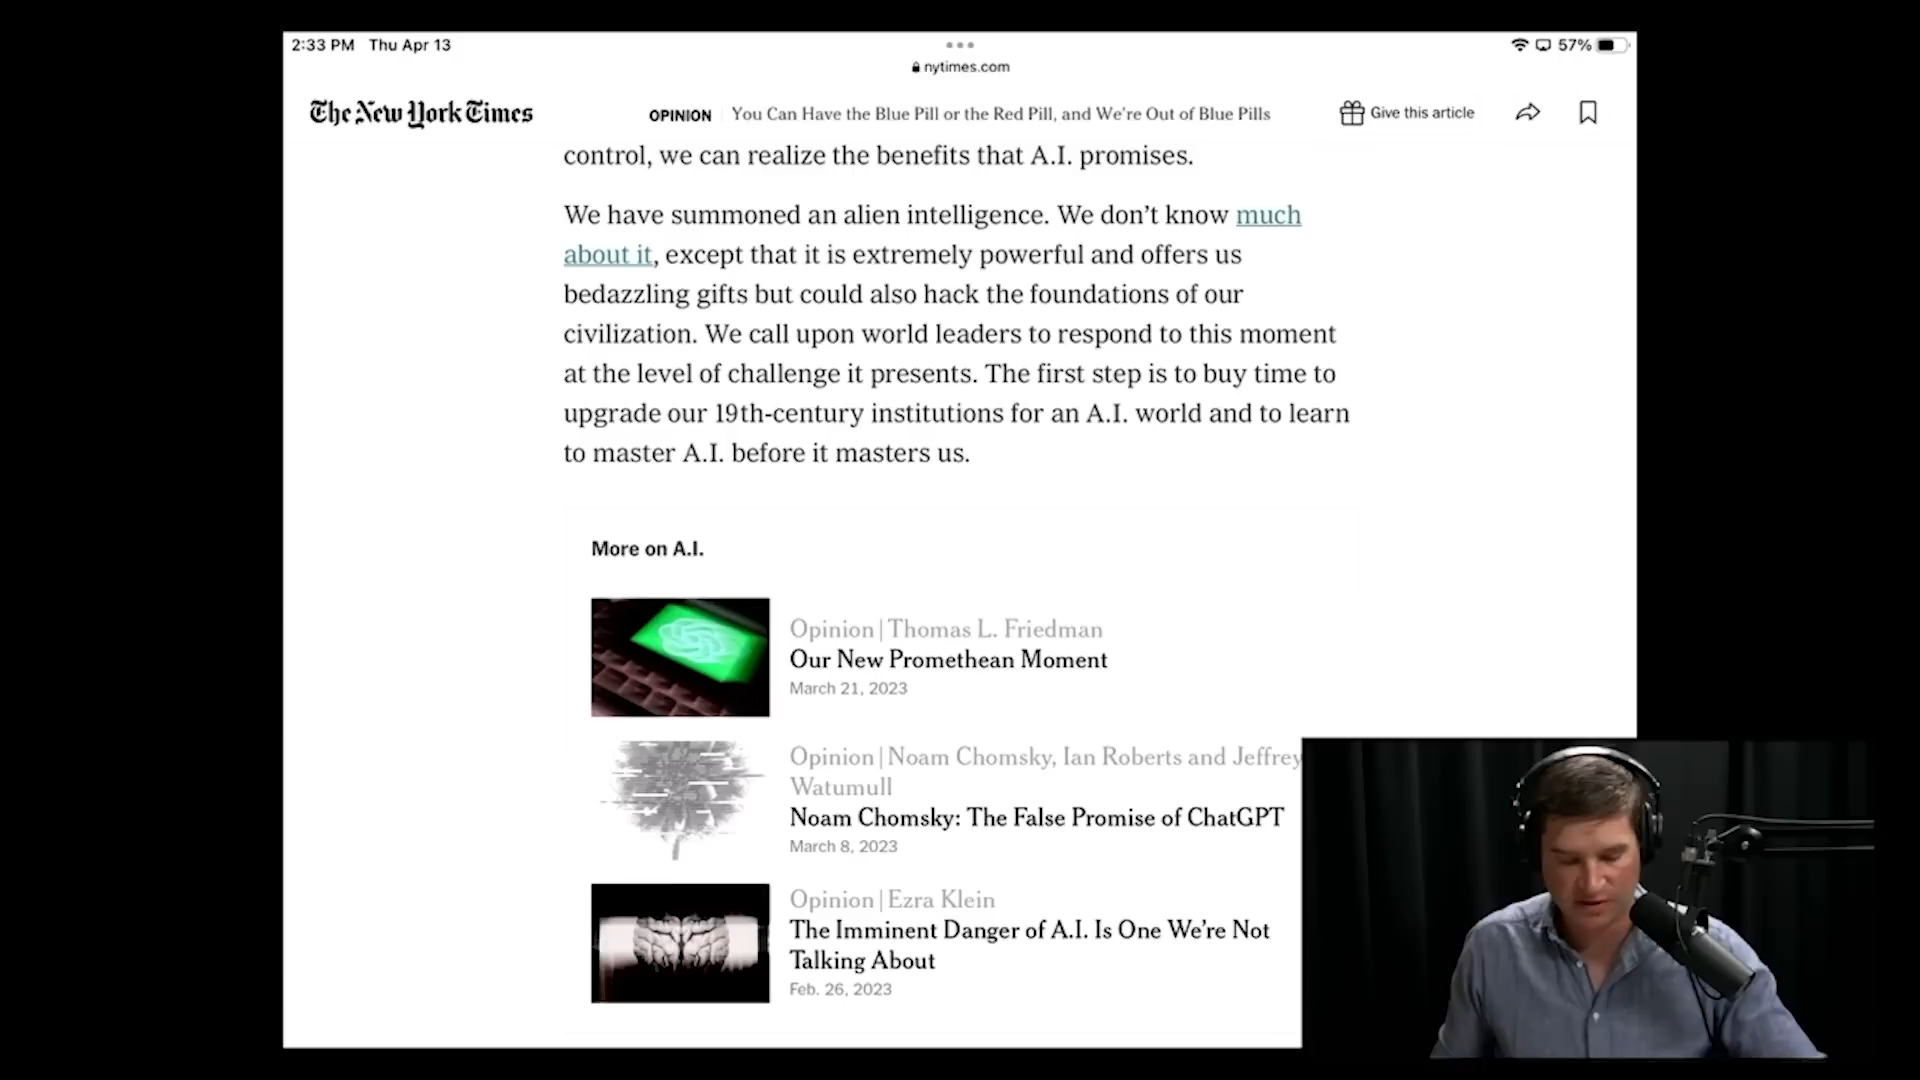 2:33 PM Thu Apr 13
57%
nytimes.com
The New York Times
OPINION
You Can Have the Blue Pill or the Red Pill, and We’re Out of Blue Pills
Give this article
control, we can realize the benefits that A.I. promises.
We have summoned an alien intelligence. We don’t know much
about it, except that it is extremely powerful and offers us
bedazzling gifts but could also hack the foundations of our
civilization. We call upon world leaders to respond to this moment
at the level of challenge it presents. The first step is to buy time to
upgrade our 19th-century institutions for an A.I. world and to learn
to master A.I. before it masters us.
More on A.I.
Opinion | Thomas L. Friedman
Our New Promethean Moment
March 21, 2023
Opinion | Noam Chomsky, Ian Roberts and Jeffrey
Watumull
Noam Chomsky: The False Promise of ChatGPT
March 8, 2023
Opinion | Ezra Klein
The Imminent Danger of A.I. Is One We’re Not
Talking About
Feb. 26, 2023